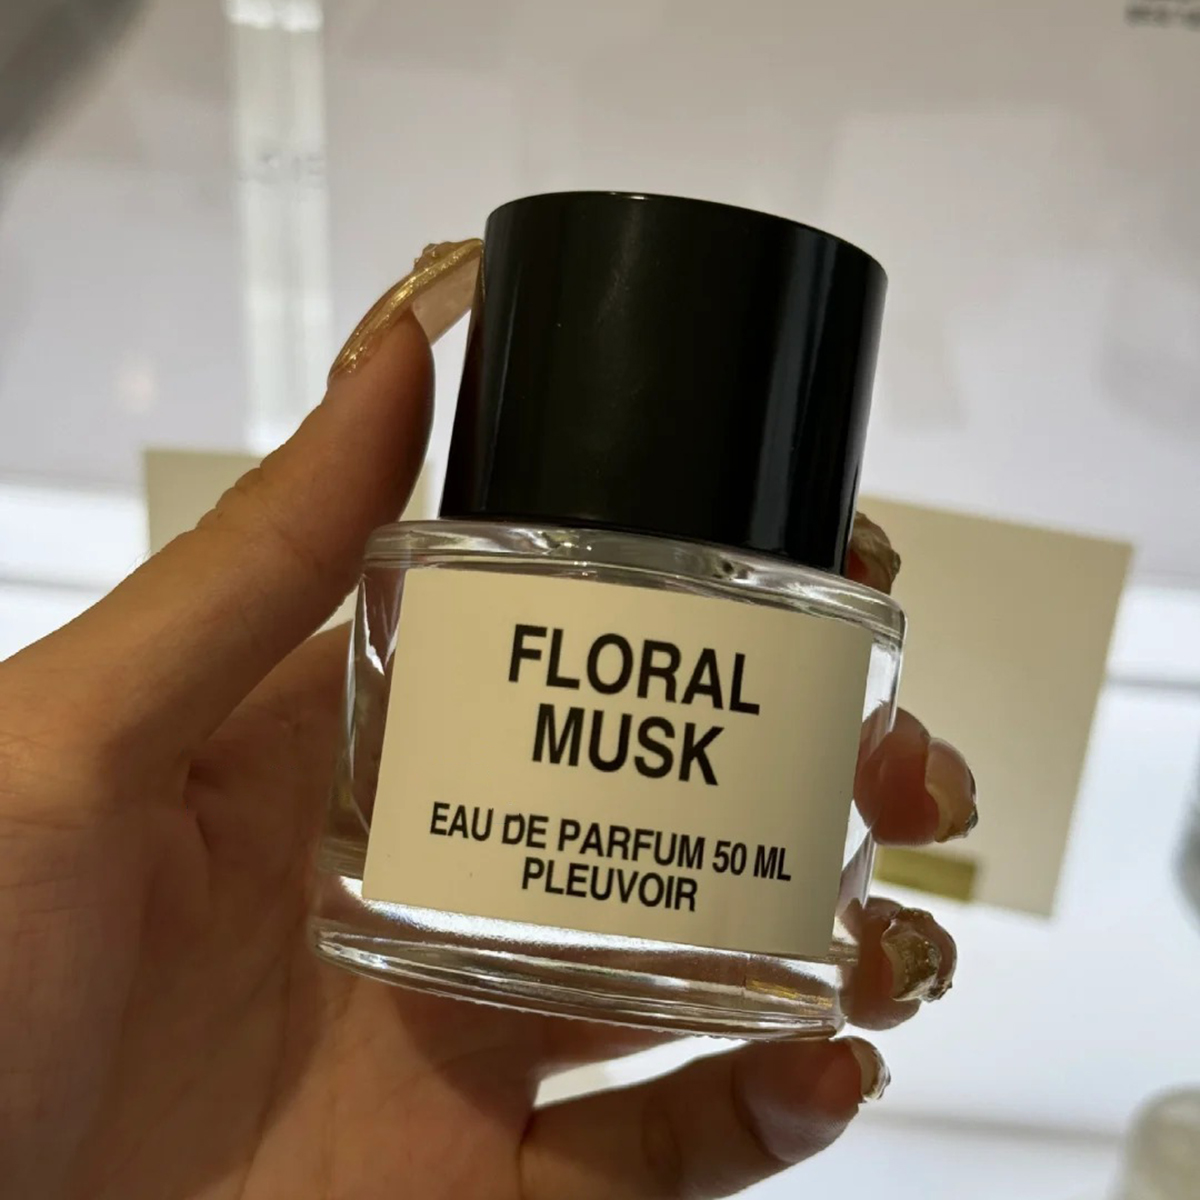 FLORAL
MUSK
EAU DE PARFUM 50 ML
PLEUVOIR